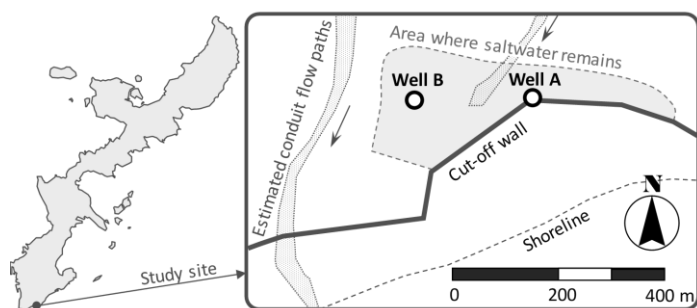 Area where saltwater remains
Well B
Well A
Estimated conduit flow paths
Cut-off wall
Shoreline
N
Study site
0
200
400 m